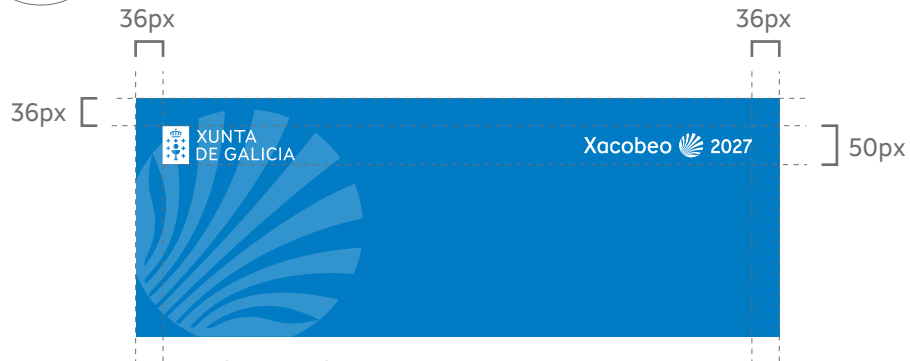 36px
36px
36px
XUNTA
DE GALICIA
Xacobeo 2027
50px